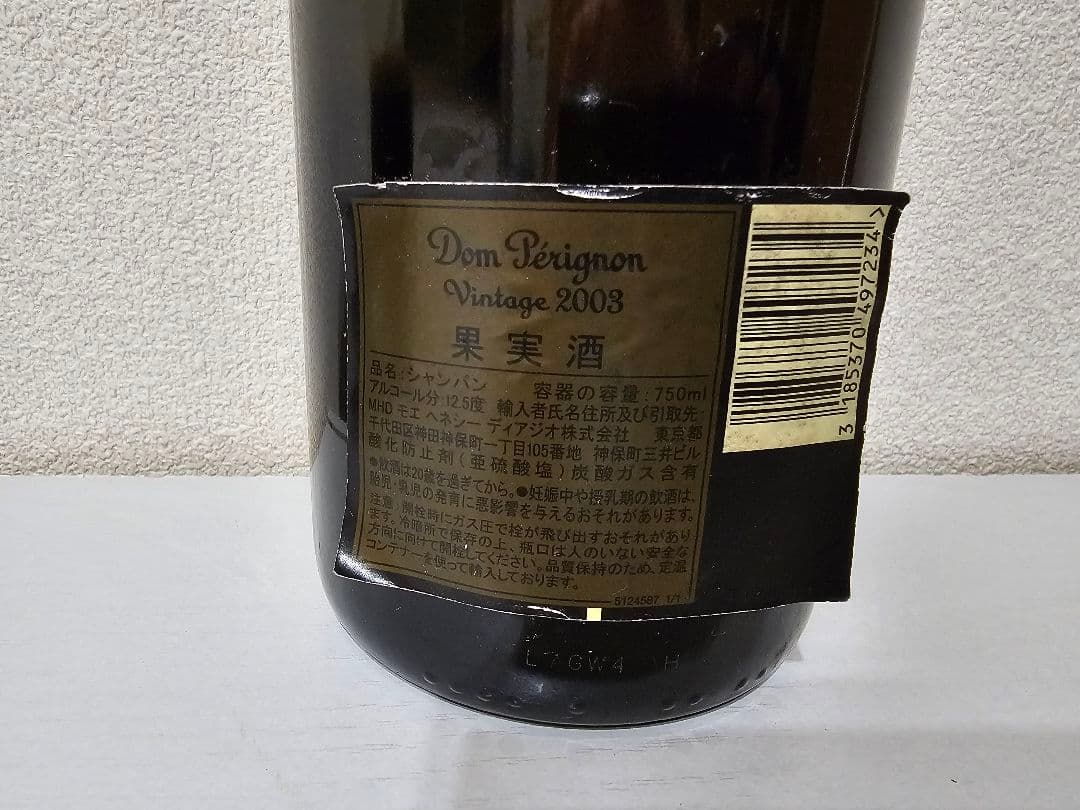 Dom Pérignon
Vintage 2003
果実酒
品名:シャンパン 容器の容量:750ml
アルコール分:12.5度 輸入者氏名住所及び引取先:
MHD モエ ヘネシー ディアジオ株式会社 東京都
千代田区神田神保町一丁目105番地 神保町三井ビル
酸化防止剤(亜硫酸塩)炭酸ガス含有
●飲酒は20歳を過ぎてから。●妊娠中や授乳期の飲酒は、
胎児・乳児の発育に悪影響を与えるおそれがあります。
注意:開栓時にガス圧で栓が飛び出すおそれがあり
ます。冷暗所で保存の上、瓶口は人のいない安全な
方向に向けて開栓してください。品質保持のため、定温
コンテナーを使って輸入しております。
5124587 1/1
3 185370 497234 >
L7GW4 H